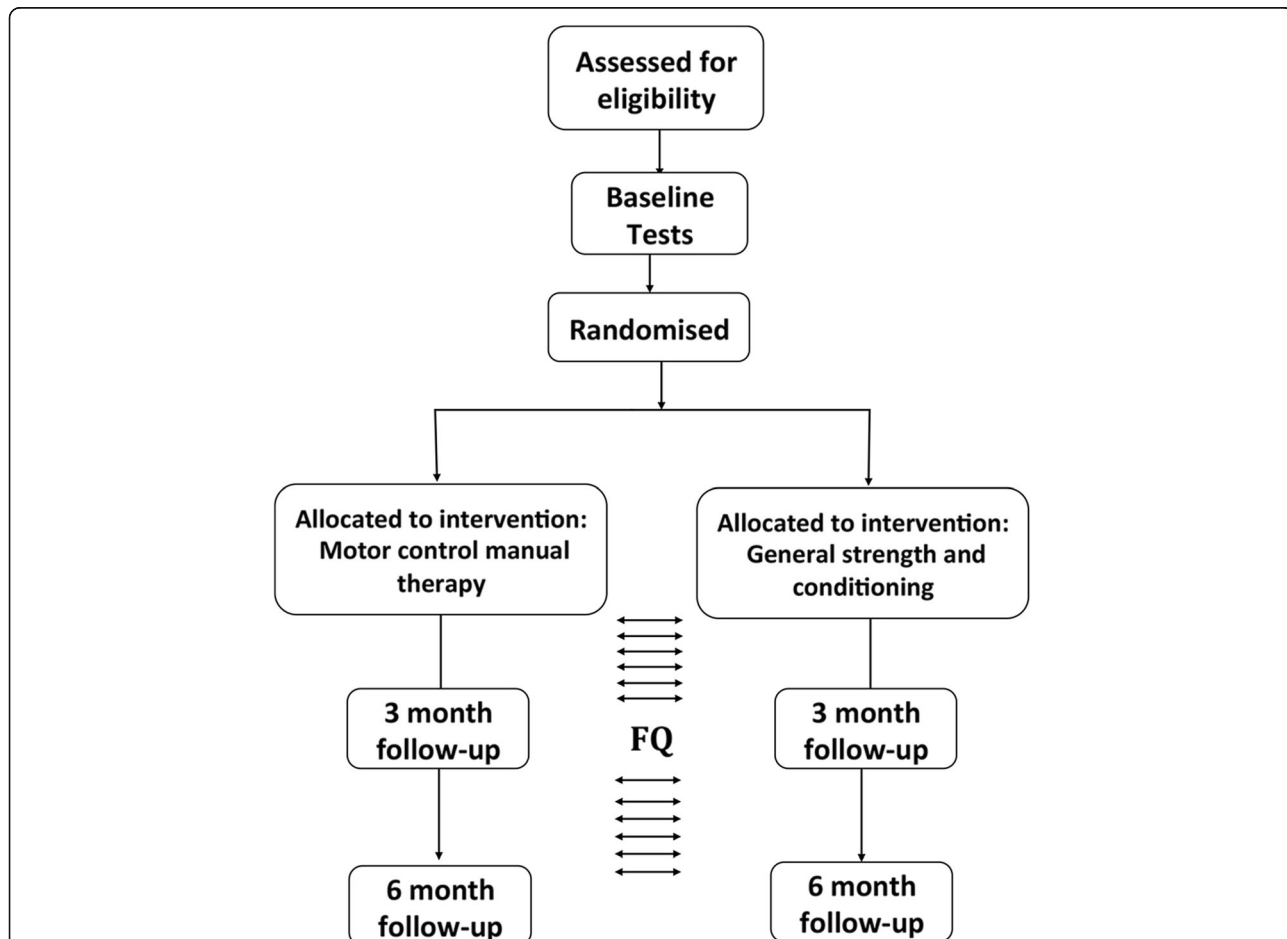 Assessed for
eligibility
Baseline
Tests
Randomised
Allocated to intervention:
Motor control manual
therapy
Allocated to intervention:
General strength and
conditioning
3 month
follow-up
FQ
3 month
follow-up
6 month
follow-up
6 month
follow-up